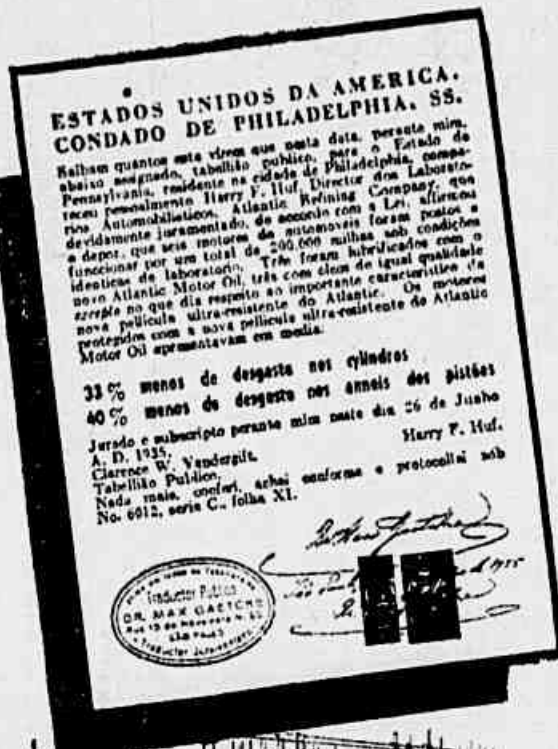 ESTADOS UNIDOS DA AMERICA.
CONDADO DE PHILADELPHIA. SS.
Saibam quantos esta virem que nesta data, perante mim,
abaixo assignado, tabellião publico, para o Estado de
Pennsylvania, residente na cidade de Philadelphia, compa-
receu pessoalmente Harry F. Huf, Director dos Laborato-
rios Automobilisticos, Atlantic Refining Company, que
devidamente juramentado, de accordo com a Lei, affirmou
e depor, que seis motores de automoveis foram postos a
funccionar por um total de 200.000 milhas sob condições
identicas de laboratorio. Tres foram lubrificados com o
novo Atlantic Motor Oil, tres com oleos de igual qualidade
excepto no que diz respeito ao importante caracteristico da
nova pellicula ultra-resistente do Atlantic. Os motores
protegidos com a nova pellicula ultra-resistente do Atlantic
Motor Oil apresentavam em media:
33% menos de desgaste nos cylindros
40% menos de desgaste nos anneis dos pistões
Jurado e subscripto perante mim neste dia 26 de Junho
A. D. 1935.
Harry F. Huf.
Clarence W. Vandergift.
Tabellião Publico.
Nada mais, conferi, achei conforme e protocollei sob
No. 6012, serie C., folha XI.
Traductor Publico
DR. MAX
SÃO PAULO